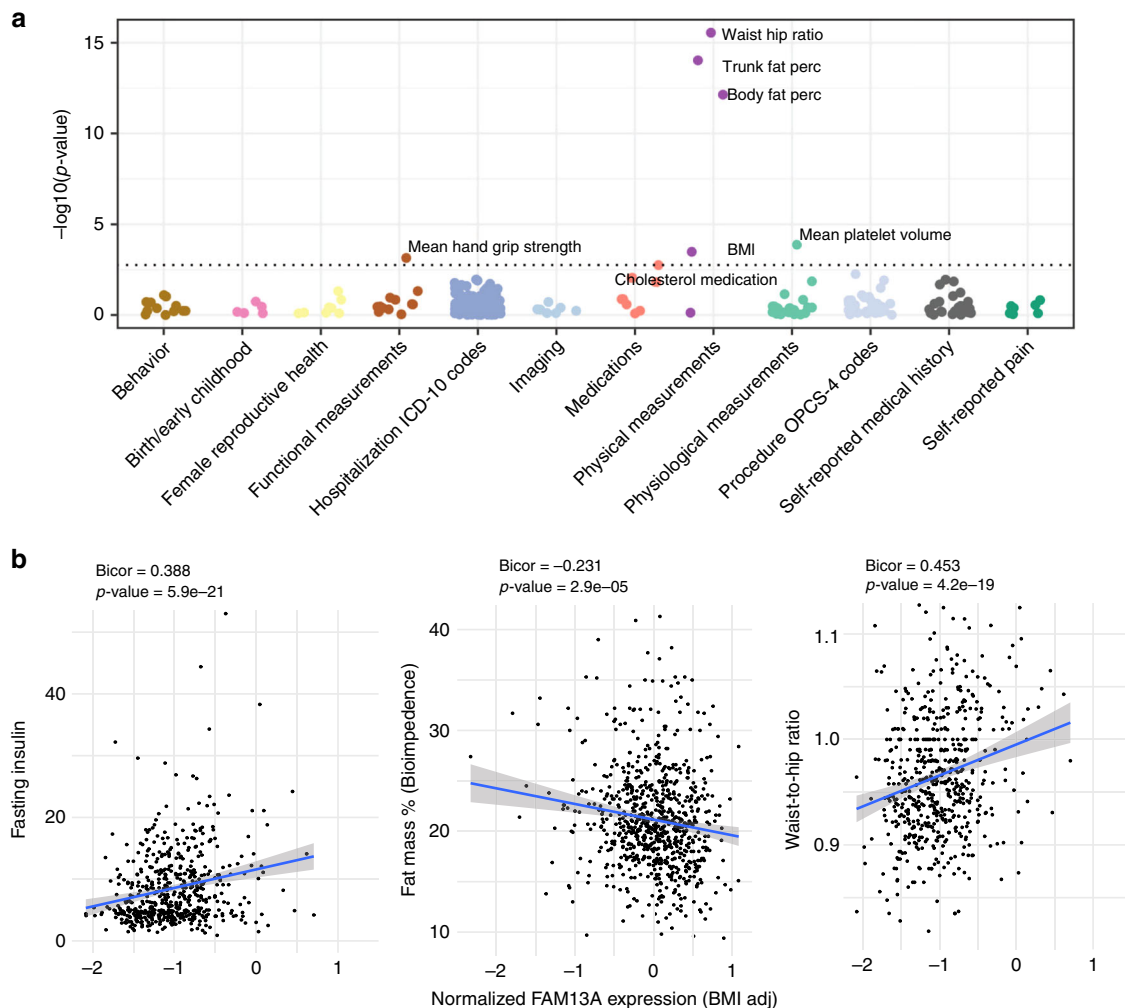 a
15
10
5
0
–log10(p-value)
Waist hip ratio
Trunk fat perc
Body fat perc
Mean hand grip strength
BMI
Mean platelet volume
Cholesterol medication
Behavior
Birth/early childhood
Female reproductive health
Functional measurements
Hospitalization ICD-10 codes
Imaging
Medications
Physical measurements
Physiological measurements
Procedure OPCS-4 codes
Self-reported medical history
Self-reported pain
b
Bicor = 0.388
p-value = 5.9e–21
Fasting insulin
40
20
0
–2 –1 0 1
Bicor = –0.231
p-value = 2.9e–05
Fat mass % (Bioimpedence)
40
30
20
10
–2 –1 0 1
Bicor = 0.453
p-value = 4.2e–19
Waist-to-hip ratio
1.1
1.0
0.9
–2 –1 0 1
Normalized FAM13A expression (BMI adj)